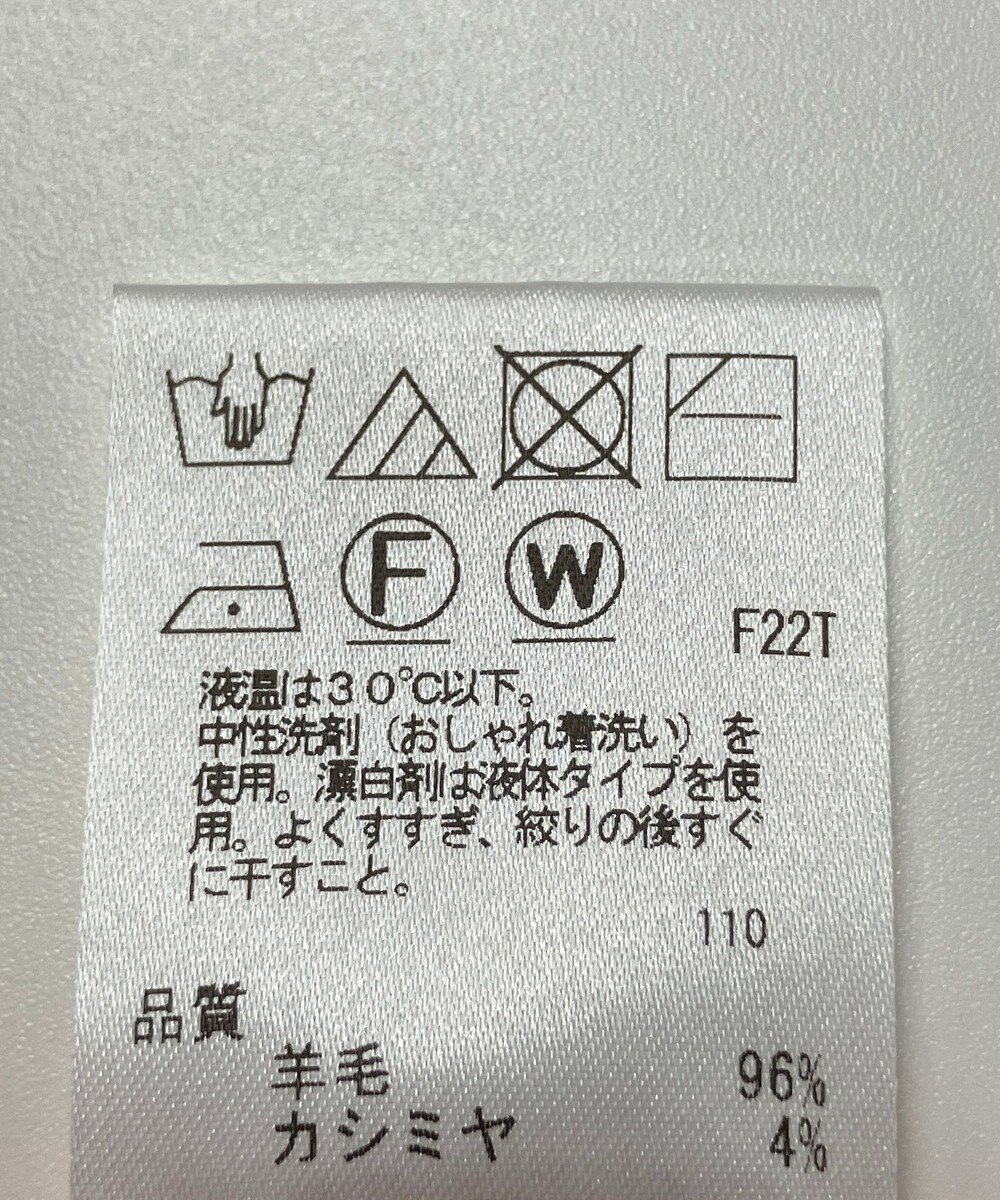 F W
F22T
液温は30℃以下。
中性洗剤（おしゃれ着洗い）を
使用。漂白剤は液体タイプを使
用。よくすすぎ、絞りの後すぐ
に干すこと。
110
品質
羊毛 96%
カシミヤ 4%